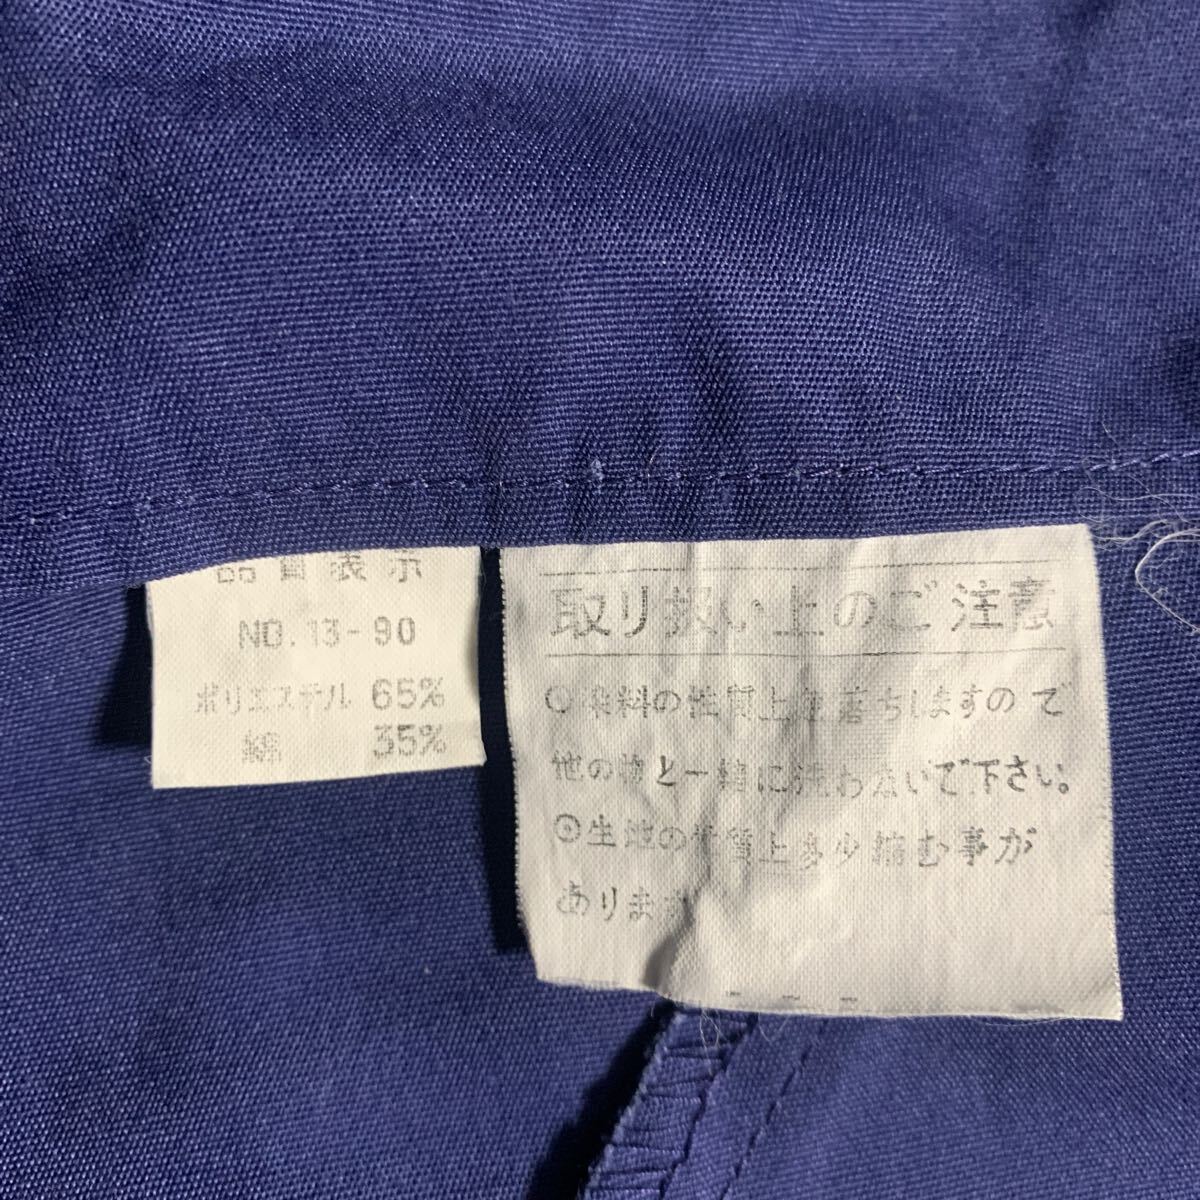 品質表示
NO. 13-90
ポリエステル 65%
綿 35%
取り扱い上のご注意
○染料の性質上色落ちしますので
他の物と一緒に洗わないで下さい。
⊙生地の性質上多少縮む事が
あります